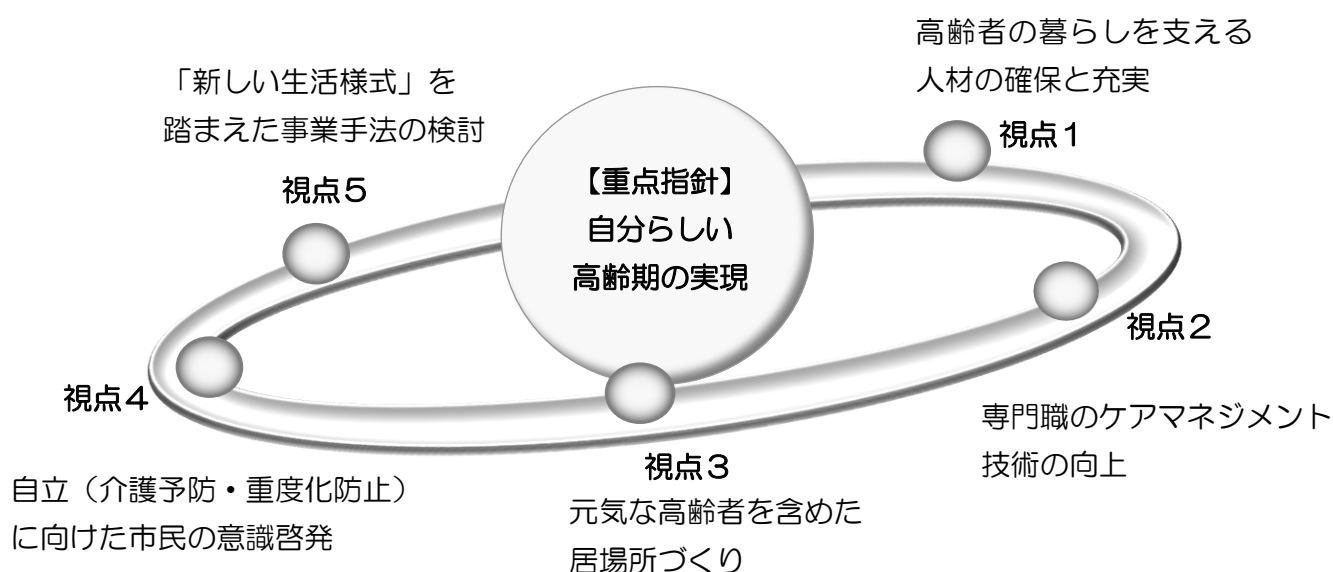 【重点指針】
自分らしい
高齢期の実現
高齢者の暮らしを支える
人材の確保と充実
視点1
視点2
専門職のケアマネジメント
技術の向上
視点3
元気な高齢者を含めた
居場所づくり
視点4
自立（介護予防・重度化防止）
に向けた市民の意識啓発
「新しい生活様式」を
踏まえた事業手法の検討
視点5